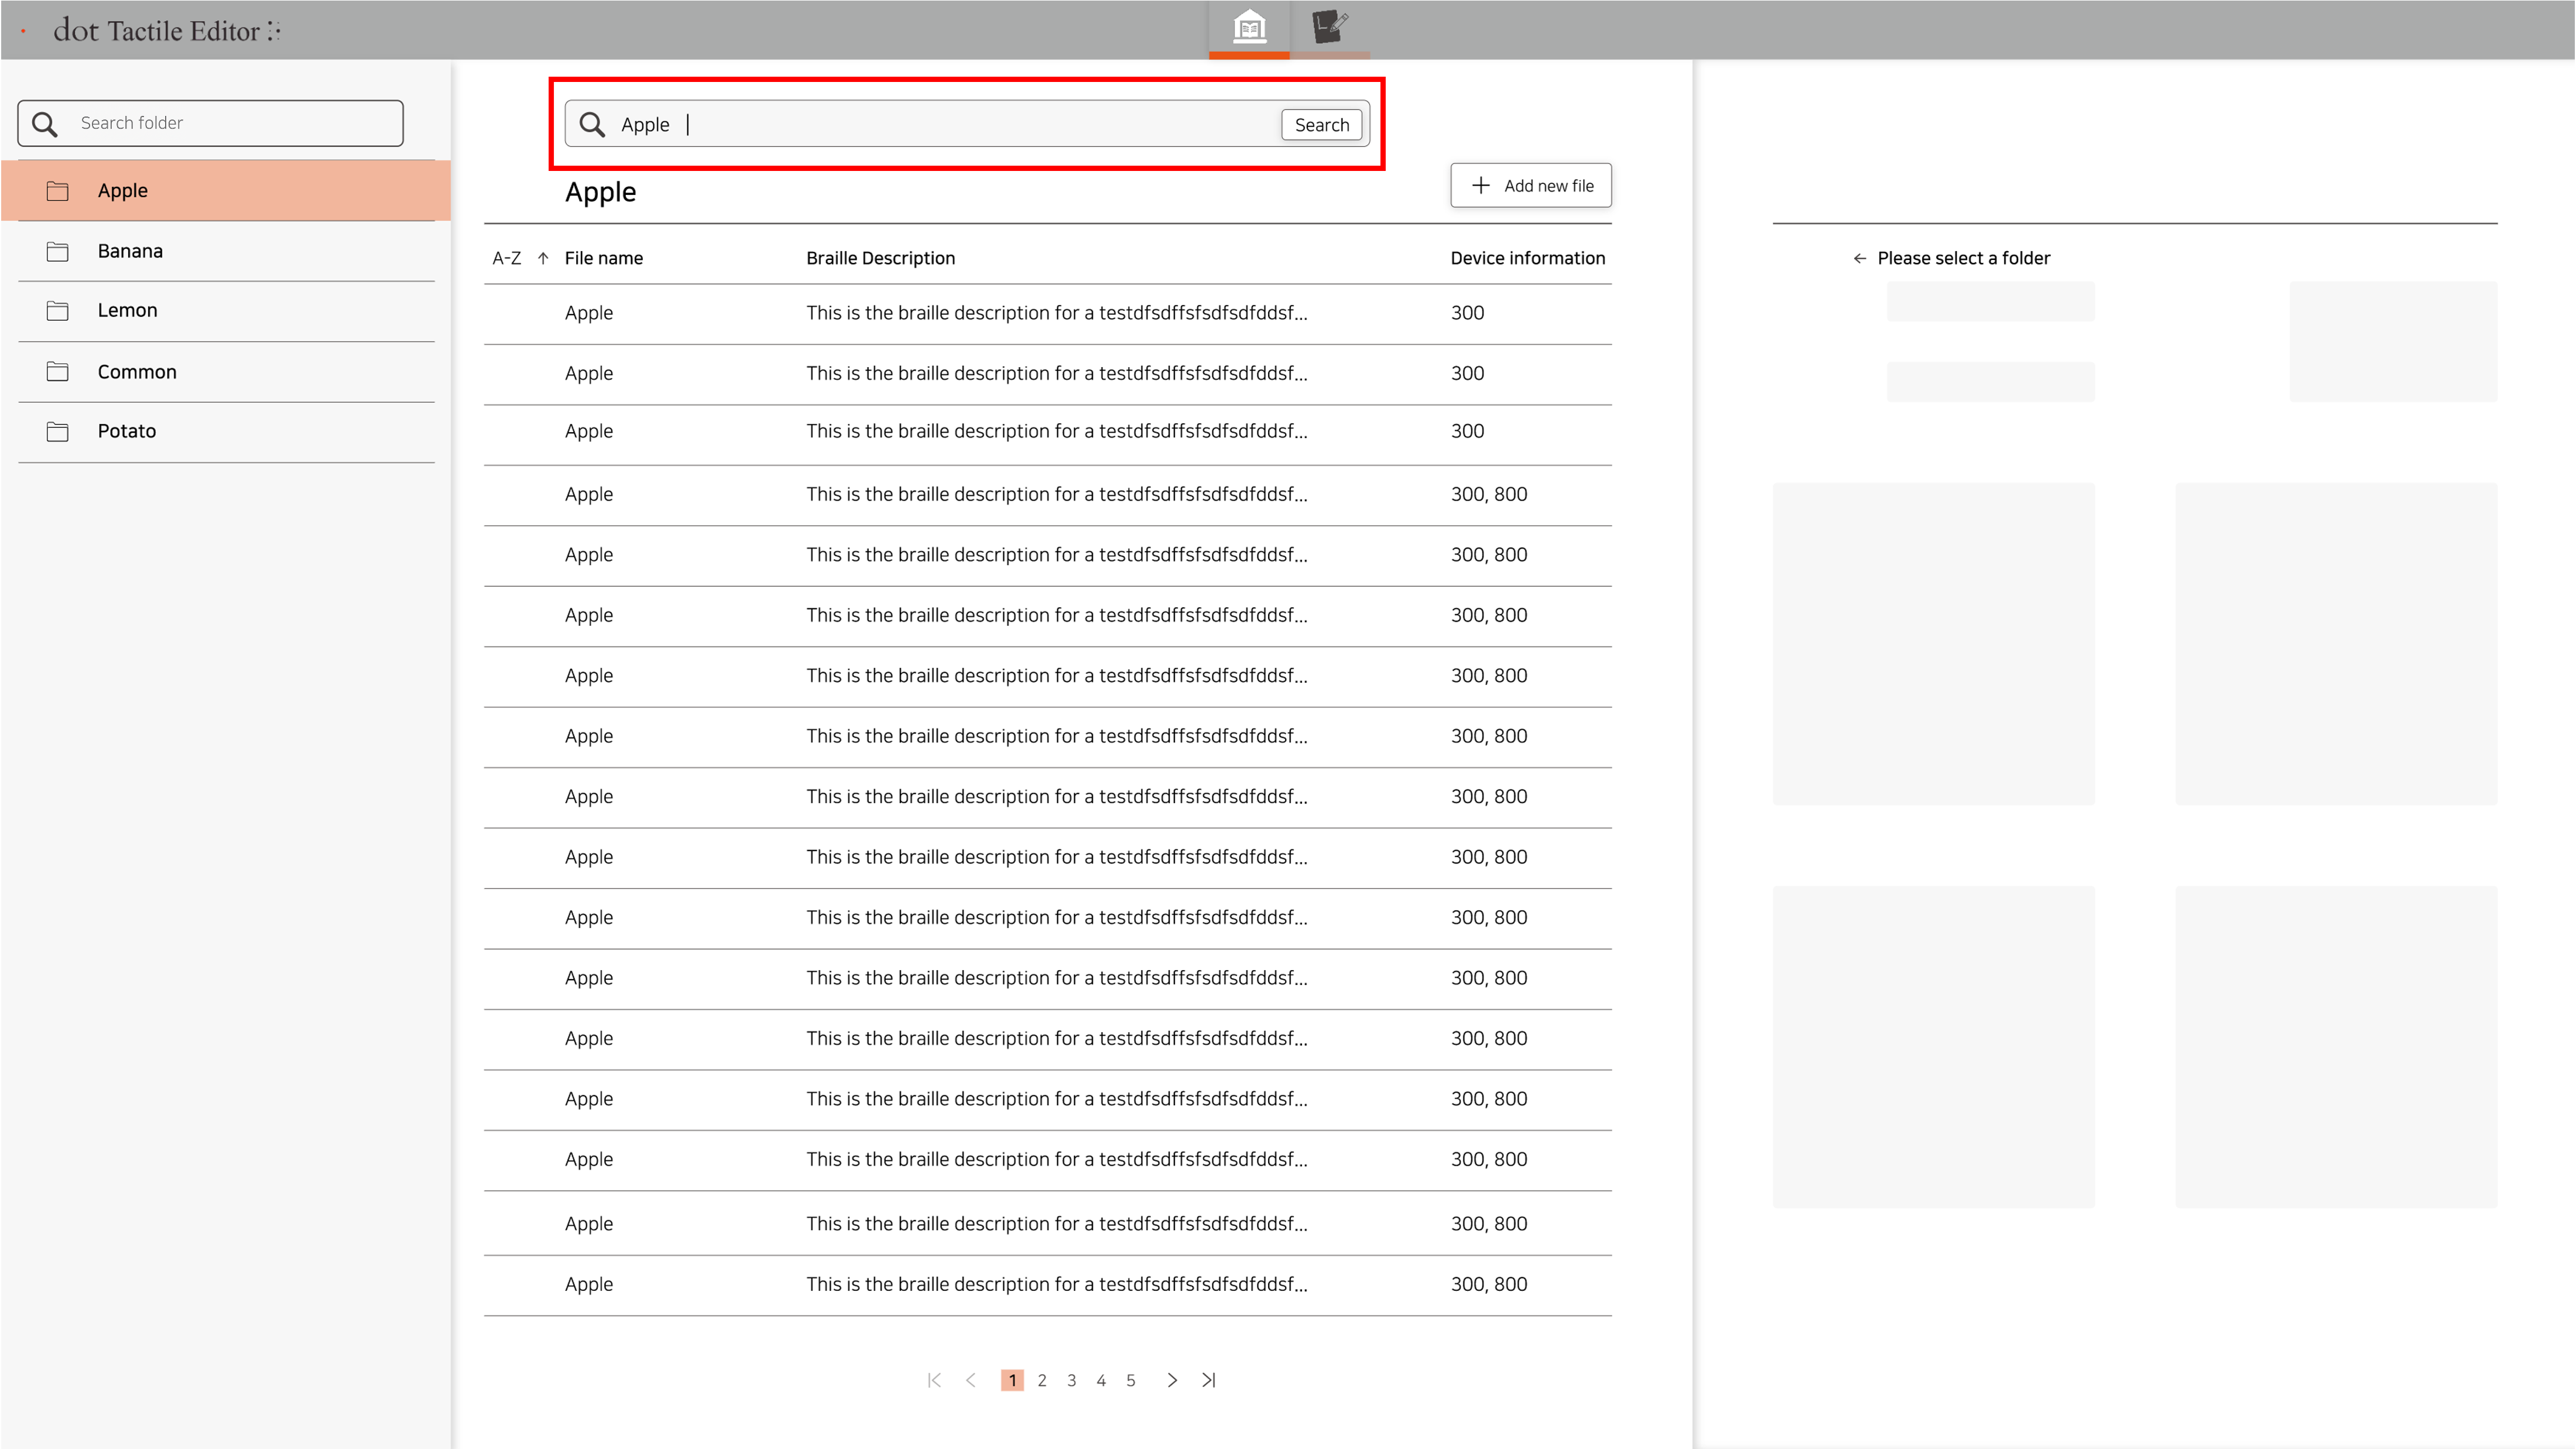 dot Tactile Editor
Search folder
Apple
Banana
Lemon
Common
Potato
Apple
Search
Apple
Add new file
A-Z File name Braille Description Device information
Apple This is the braille description for a testdfsdffsfsdfsdfddsf... 300
Apple This is the braille description for a testdfsdffsfsdfsdfddsf... 300
Apple This is the braille description for a testdfsdffsfsdfsdfddsf... 300
Apple This is the braille description for a testdfsdffsfsdfsdfddsf... 300, 800
Apple This is the braille description for a testdfsdffsfsdfsdfddsf... 300, 800
Apple This is the braille description for a testdfsdffsfsdfsdfddsf... 300, 800
Apple This is the braille description for a testdfsdffsfsdfsdfddsf... 300, 800
Apple This is the braille description for a testdfsdffsfsdfsdfddsf... 300, 800
Apple This is the braille description for a testdfsdffsfsdfsdfddsf... 300, 800
Apple This is the braille description for a testdfsdffsfsdfsdfddsf... 300, 800
Apple This is the braille description for a testdfsdffsfsdfsdfddsf... 300, 800
Apple This is the braille description for a testdfsdffsfsdfsdfddsf... 300, 800
Apple This is the braille description for a testdfsdffsfsdfsdfddsf... 300, 800
Apple This is the braille description for a testdfsdffsfsdfsdfddsf... 300, 800
Apple This is the braille description for a testdfsdffsfsdfsdfddsf... 300, 800
Apple This is the braille description for a testdfsdffsfsdfsdfddsf... 300, 800
Apple This is the braille description for a testdfsdffsfsdfsdfddsf... 300, 800
1 2 3 4 5
← Please select a folder